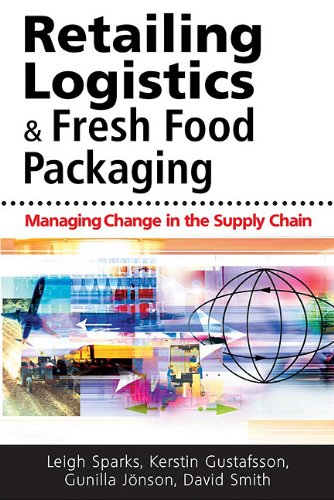 Retailing
Logistics
& Fresh Food
Packaging
Managing Change in the Supply Chain
Leigh Sparks, Kerstin Gustafsson,
Gunilla Jönson, David Smith